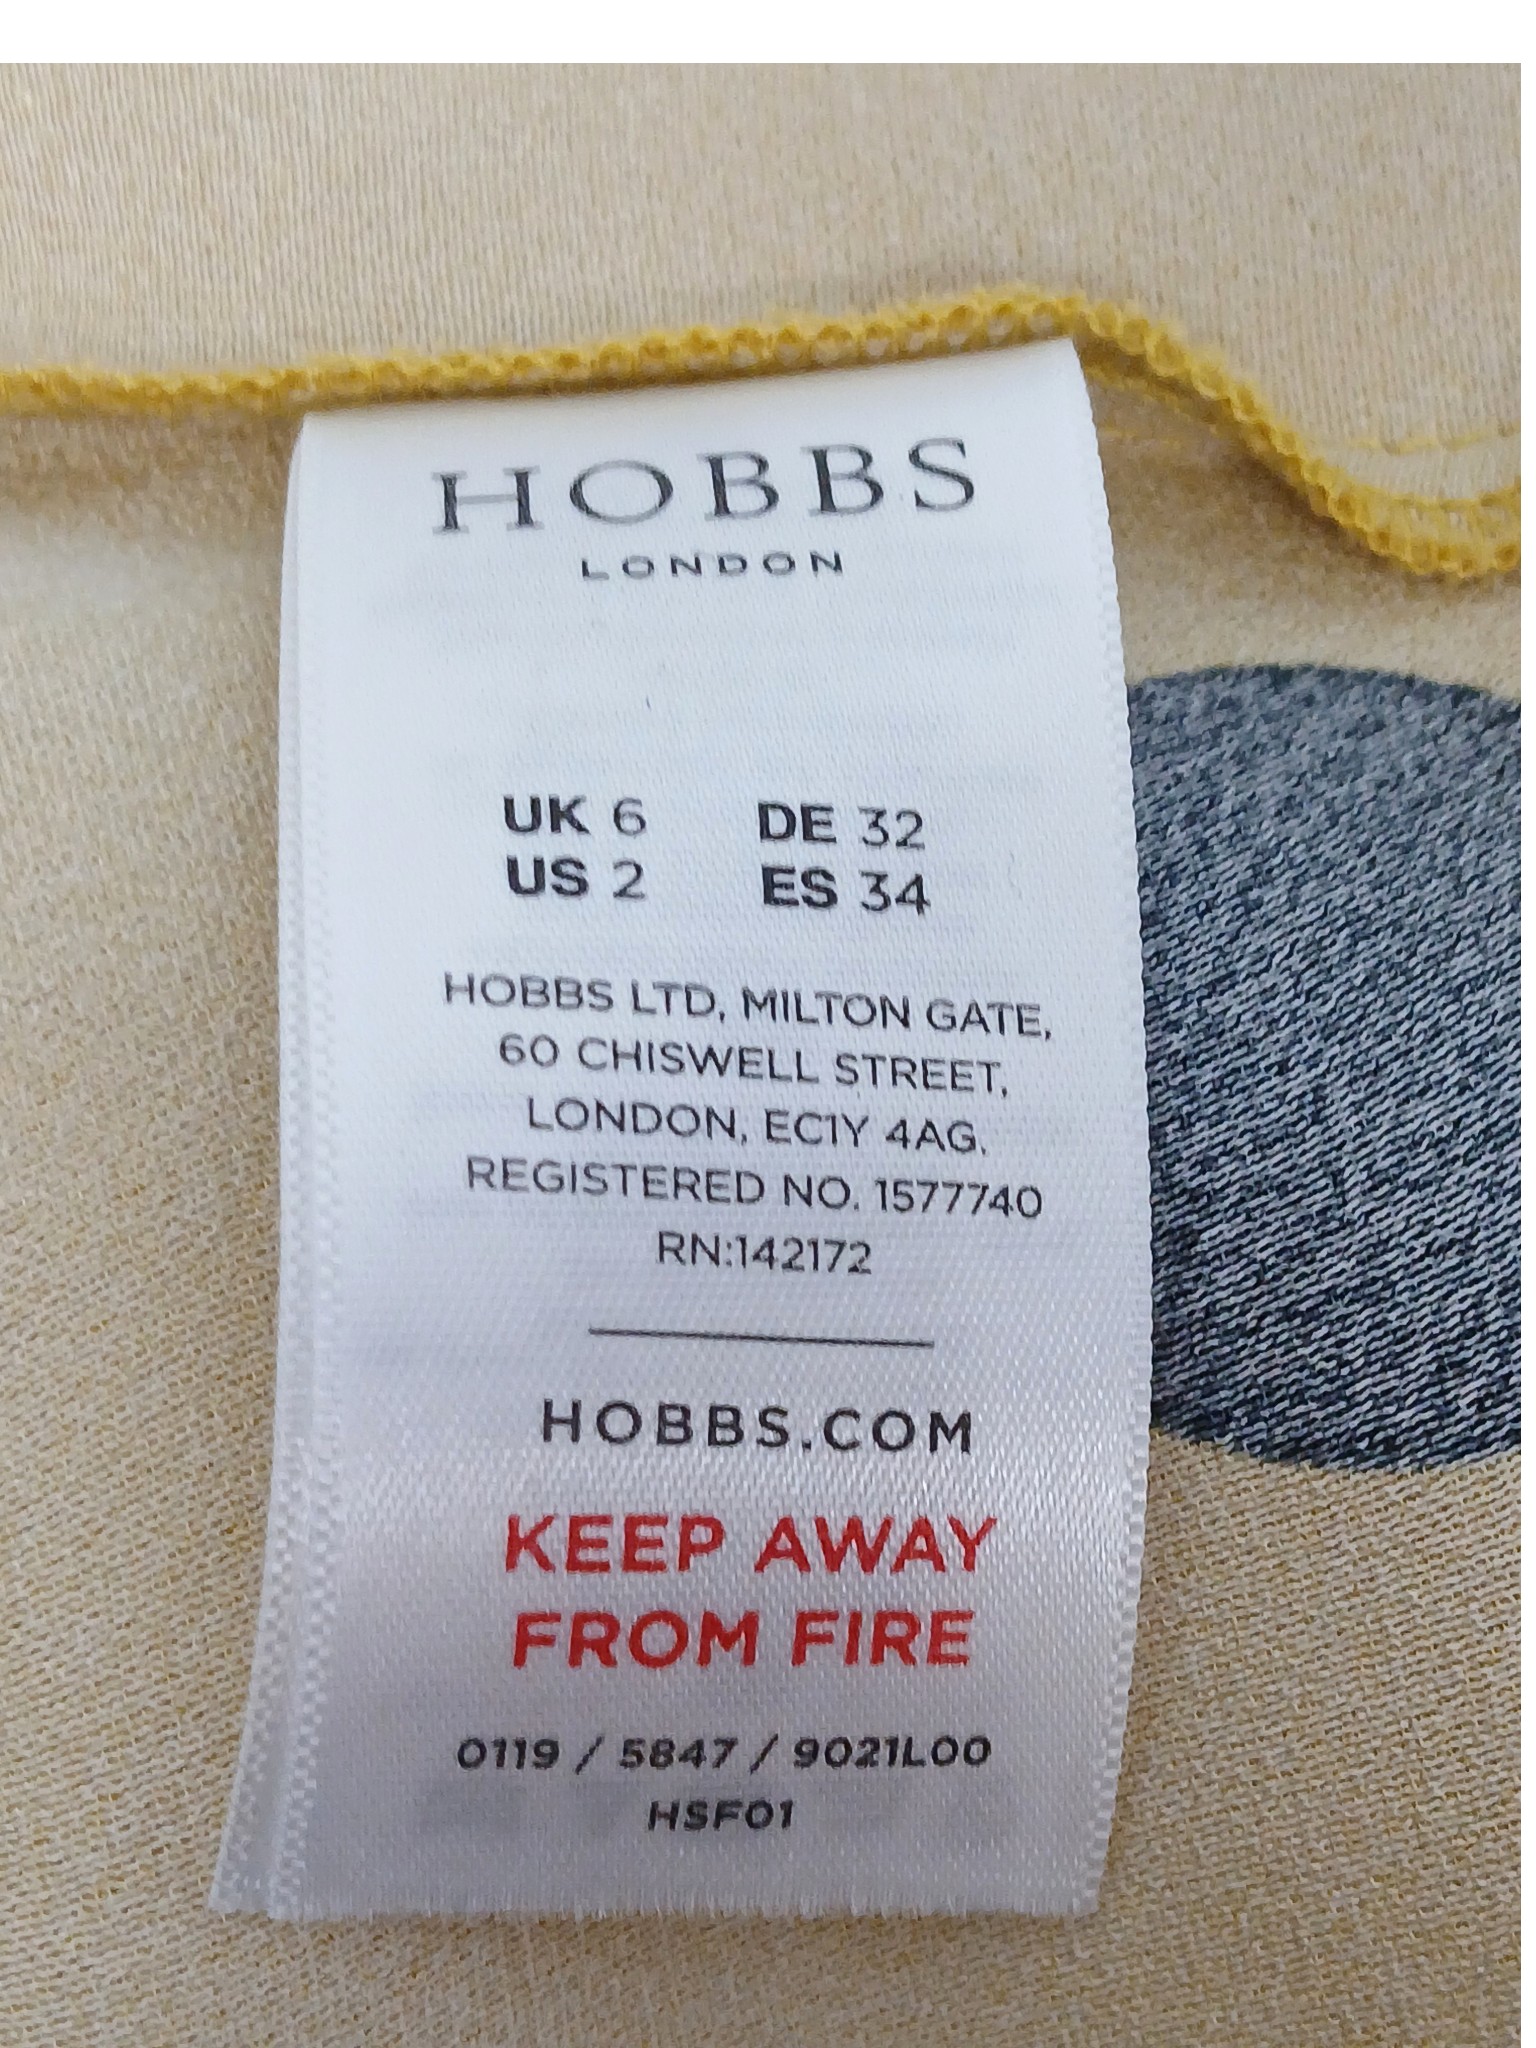 HOBBS
LONDON
UK 6 DE 32
US 2 ES 34
HOBBS LTD, MILTON GATE,
60 CHISWELL STREET,
LONDON, EC1Y 4AG.
REGISTERED NO. 1577740
RN:142172
HOBBS.COM
KEEP AWAY
FROM FIRE
0119 / 5847 / 9021L00
HSF01